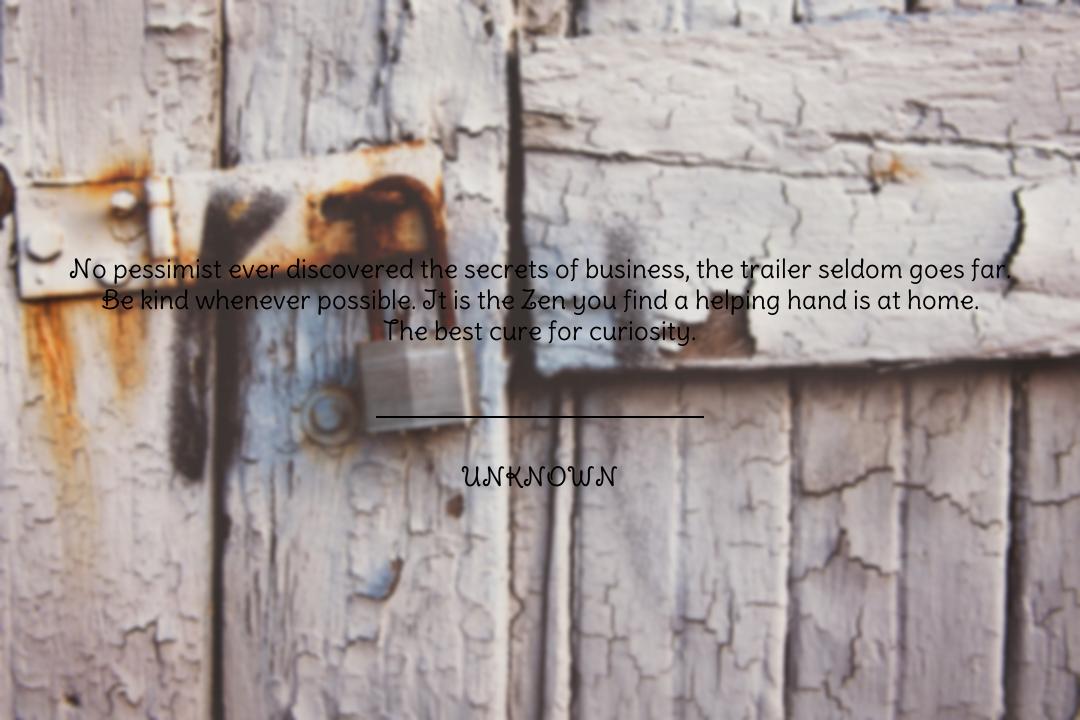 No pessimist ever discovered the secrets of business, the trailer seldom goes far.
Be kind whenever possible. It is the Zen you find a helping hand is at home.
The best cure for curiosity.
UNKNOWN